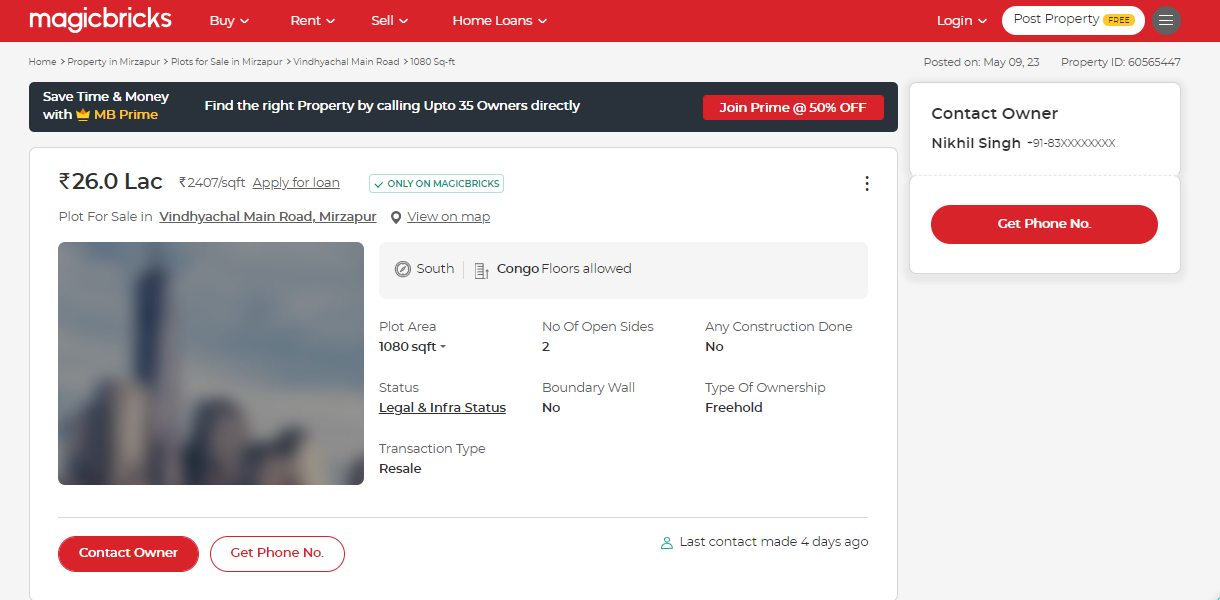 magicbricks
Buy
Rent
Sell
Home Loans
Login
Post Property FREE
Home > Property in Mirzapur > Plots for Sale in Mirzapur > Vindhyachal Main Road > 1080 Sq-ft
Posted on: May 09, 23 Property ID: 60565447
Save Time & Money
with MB Prime
Find the right Property by calling Upto 35 Owners directly
Join Prime @ 50% OFF
₹26.0 Lac ₹2407/sqft Apply for loan ONLY ON MAGICBRICKS
Plot For Sale in Vindhyachal Main Road, Mirzapur View on map
South Congo Floors allowed
Plot Area
1080 sqft
No Of Open Sides
2
Any Construction Done
No
Status
Legal & Infra Status
Boundary Wall
No
Type Of Ownership
Freehold
Transaction Type
Resale
Contact Owner
Get Phone No.
Last contact made 4 days ago
Contact Owner
Nikhil Singh +91-83XXXXXXXX
Get Phone No.